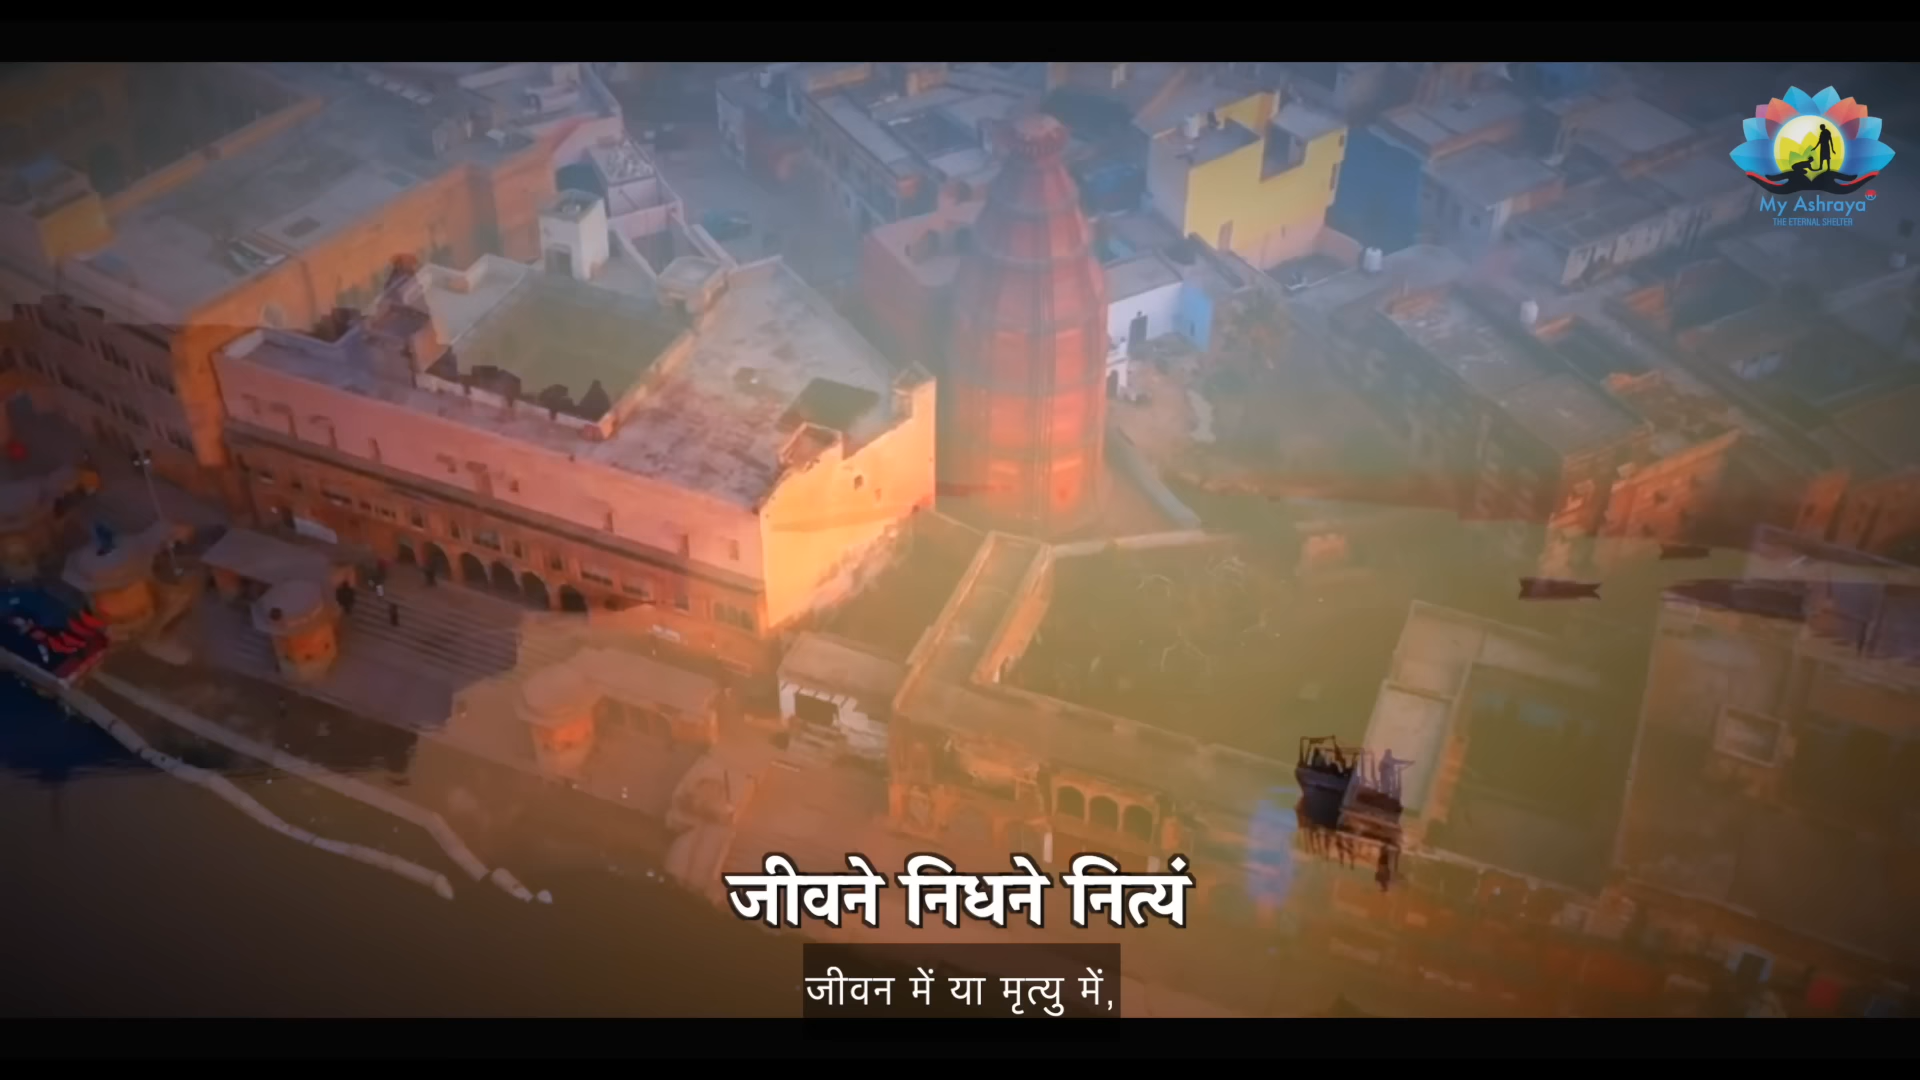 My Ashraya®
THE ETERNAL SHELTER
जीवने निधने नित्यं
जीवन में या मृत्यु में,